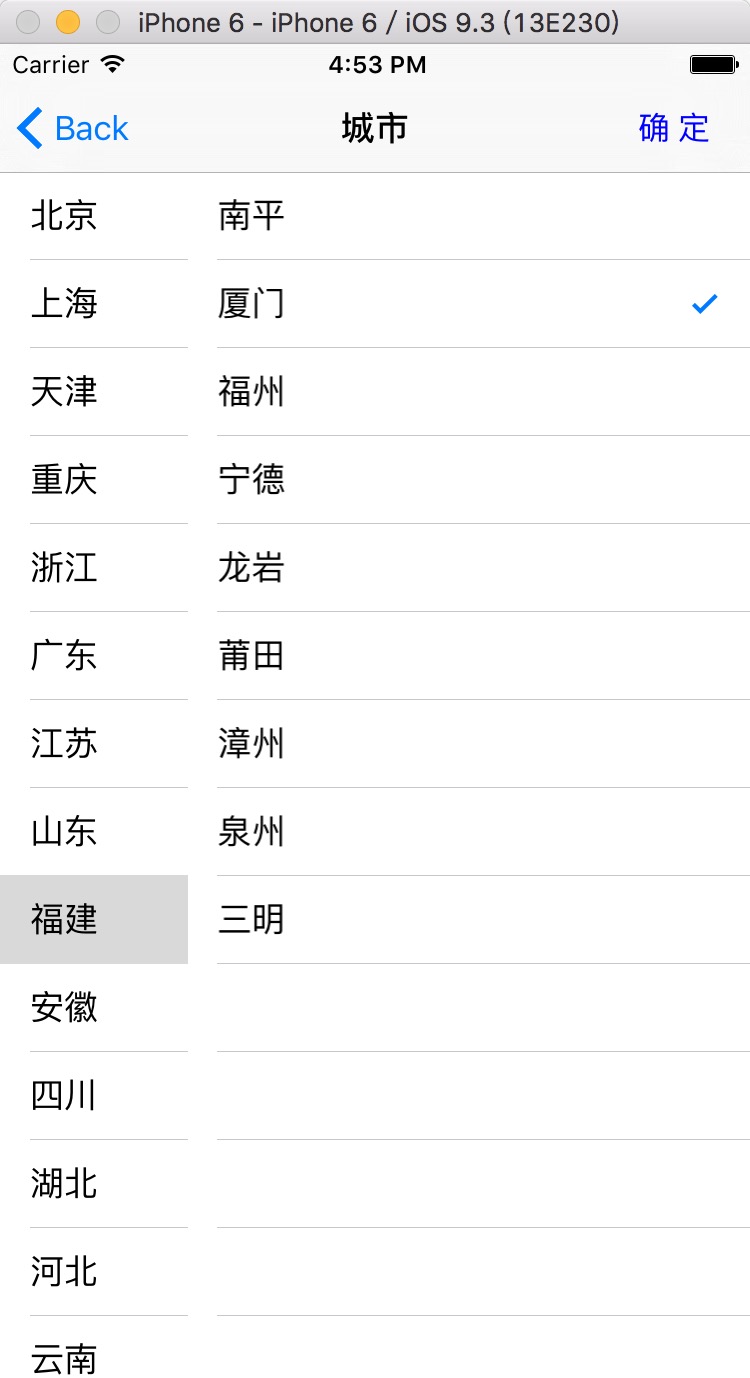 iPhone 6 - iPhone 6 / iOS 9.3 (13E230)
Carrier 4:53 PM
Back 城市 确 定
北京 南平
上海 厦门
天津 福州
重庆 宁德
浙江 龙岩
广东 莆田
江苏 漳州
山东 泉州
福建 三明
安徽
四川
湖北
河北
云南